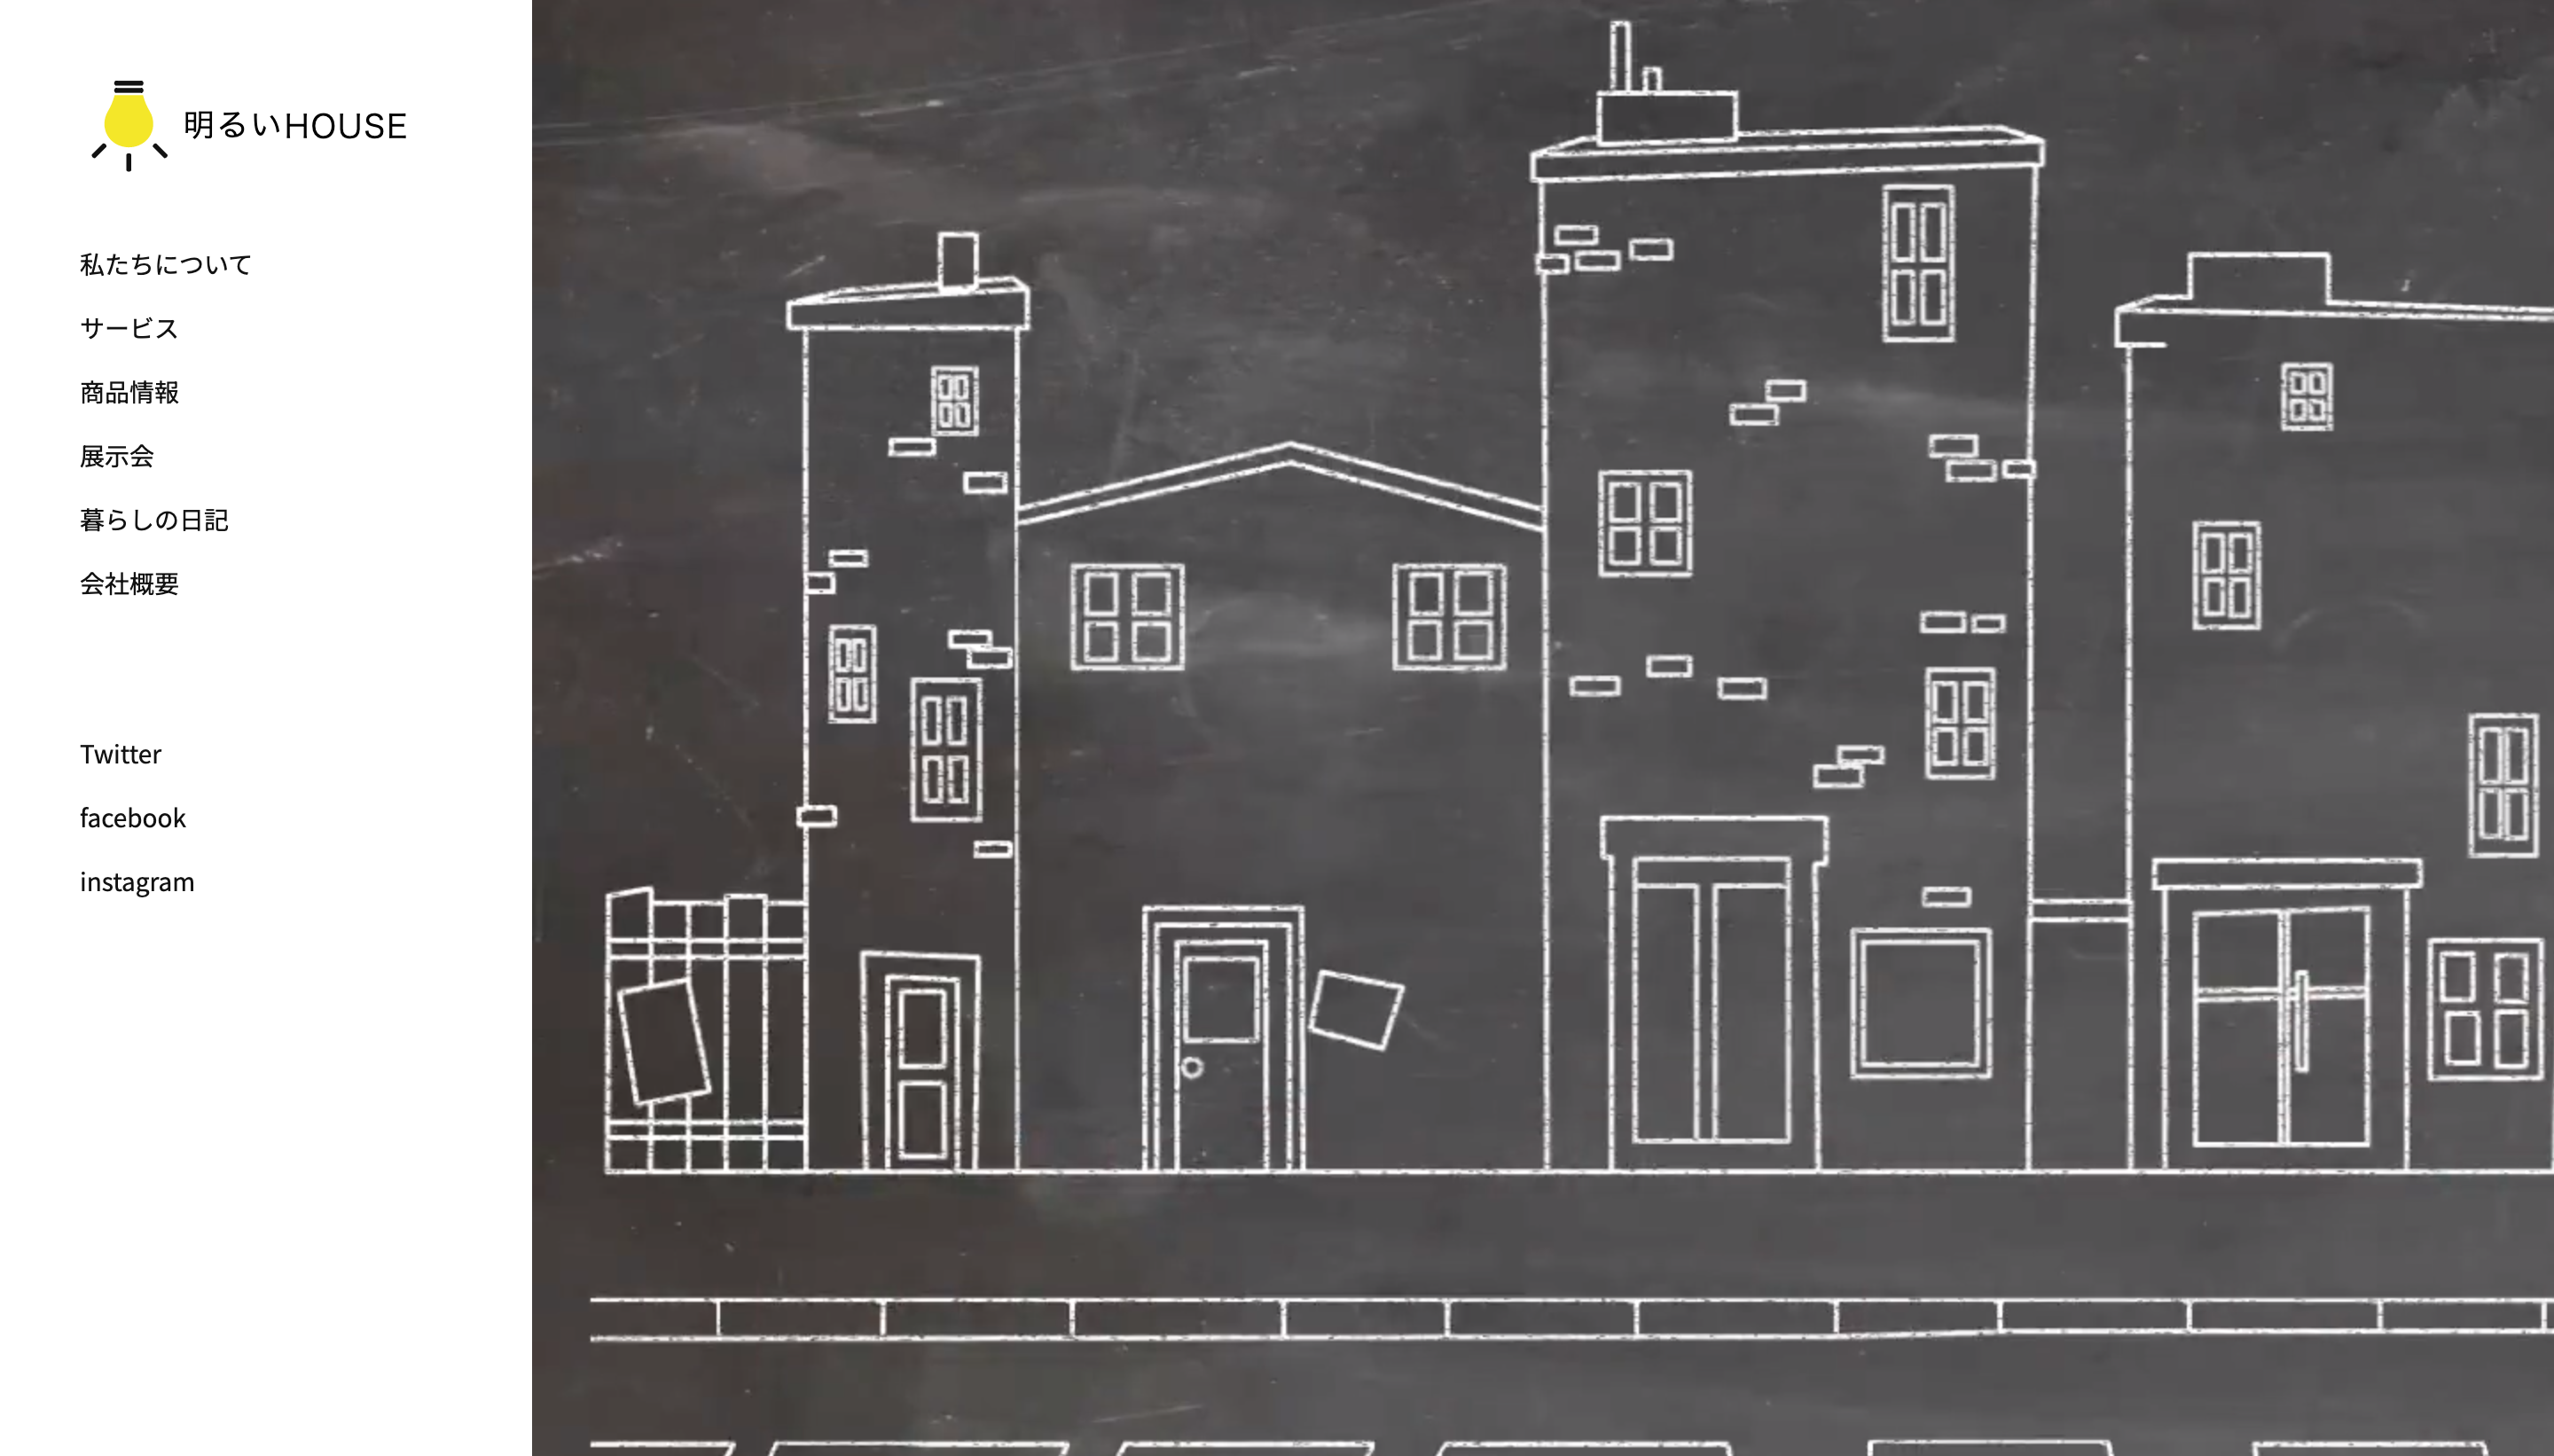 明るいHOUSE
私たちについて
サービス
商品情報
展示会
暮らしの日記
会社概要
Twitter
facebook
instagram